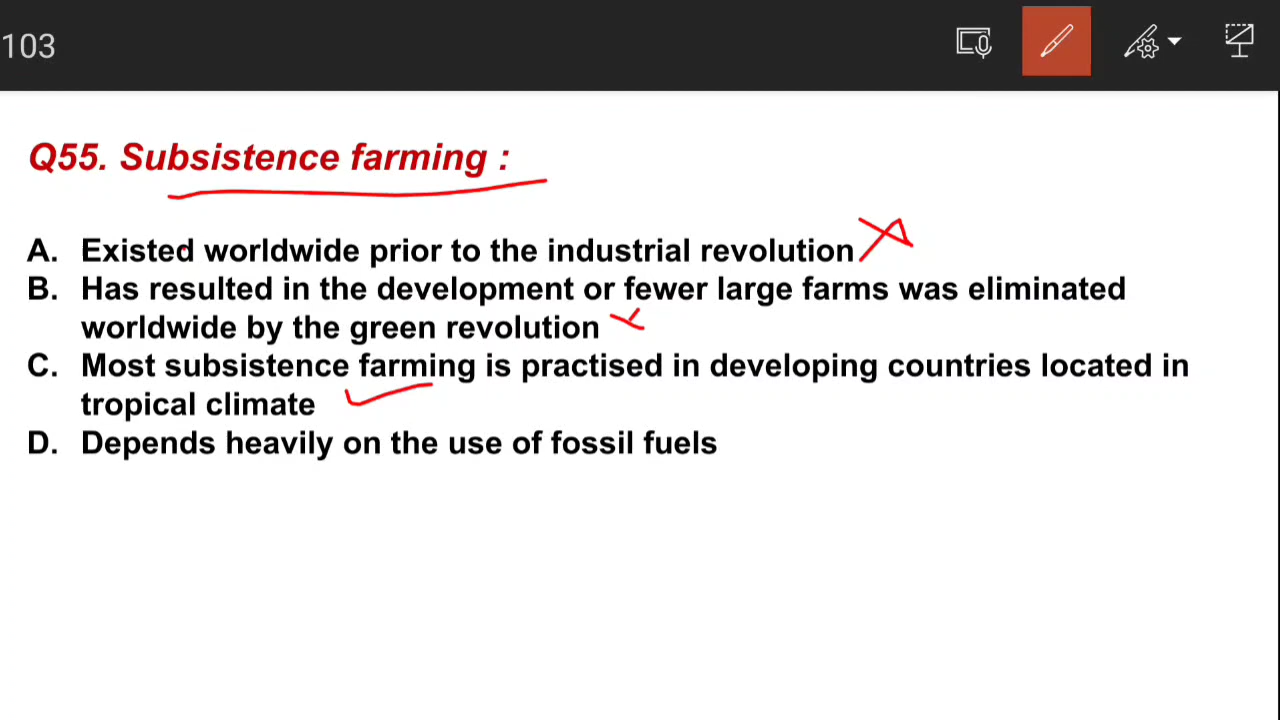 103
Q55. Subsistence farming :
A. Existed worldwide prior to the industrial revolution
B. Has resulted in the development or fewer large farms was eliminated
worldwide by the green revolution
C. Most subsistence farming is practised in developing countries located in
tropical climate
D. Depends heavily on the use of fossil fuels